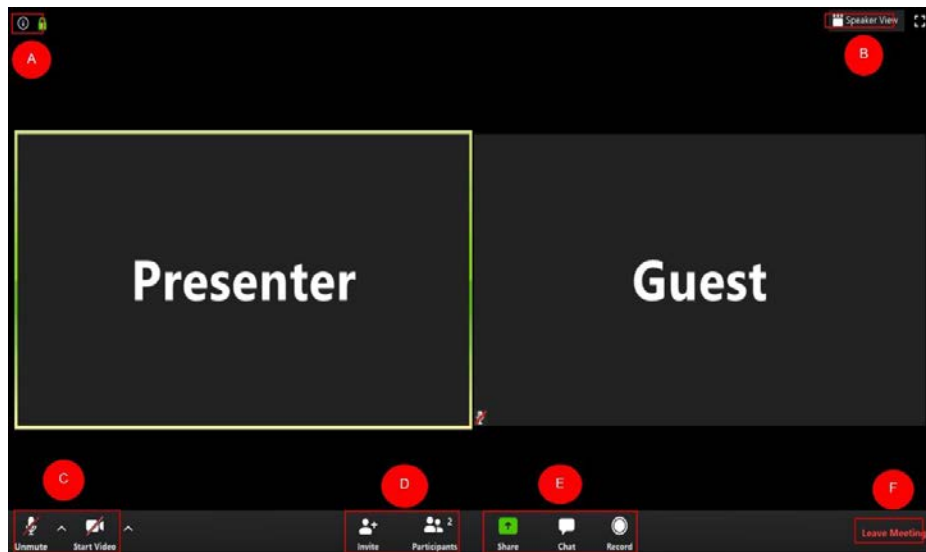 Speaker View
A
B
Presenter
Guest
C
D
E
F
2
Unmute
Start Video
Invite
Participants
Share
Chat
Record
Leave Meeting